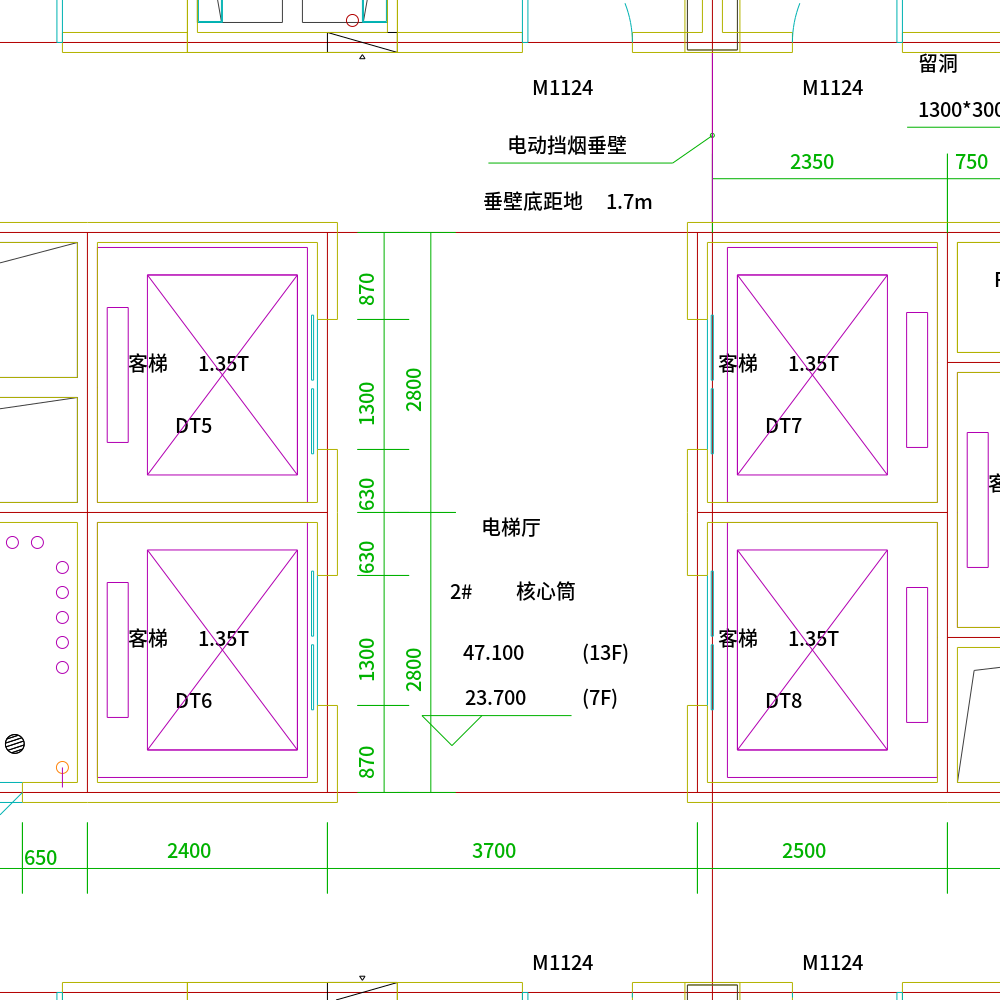 留洞
M1124
M1124
1300*300
电动挡烟垂壁
2350
750
垂壁底距地 1.7m
870
客梯 1.35T
客梯 1.35T
1300
2800
DT5
DT7
630
电梯厅
630
2# 核心筒
客梯 1.35T
客梯 1.35T
47.100 (13F)
1300
2800
23.700 (7F)
DT6
DT8
870
650
2400
3700
2500
M1124
M1124